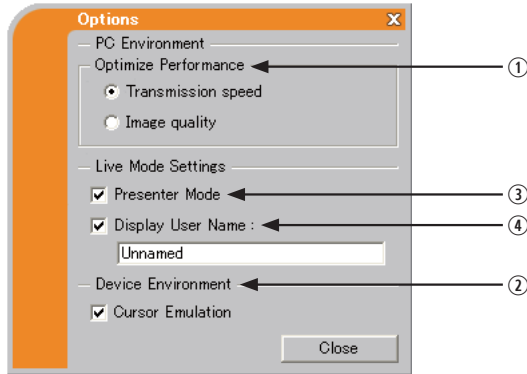 Options X
PC Environment
Optimize Performance ①
Transmission speed
Image quality
Live Mode Settings
Presenter Mode ③
Display User Name : ④
Unnamed
Device Environment ②
Cursor Emulation
Close